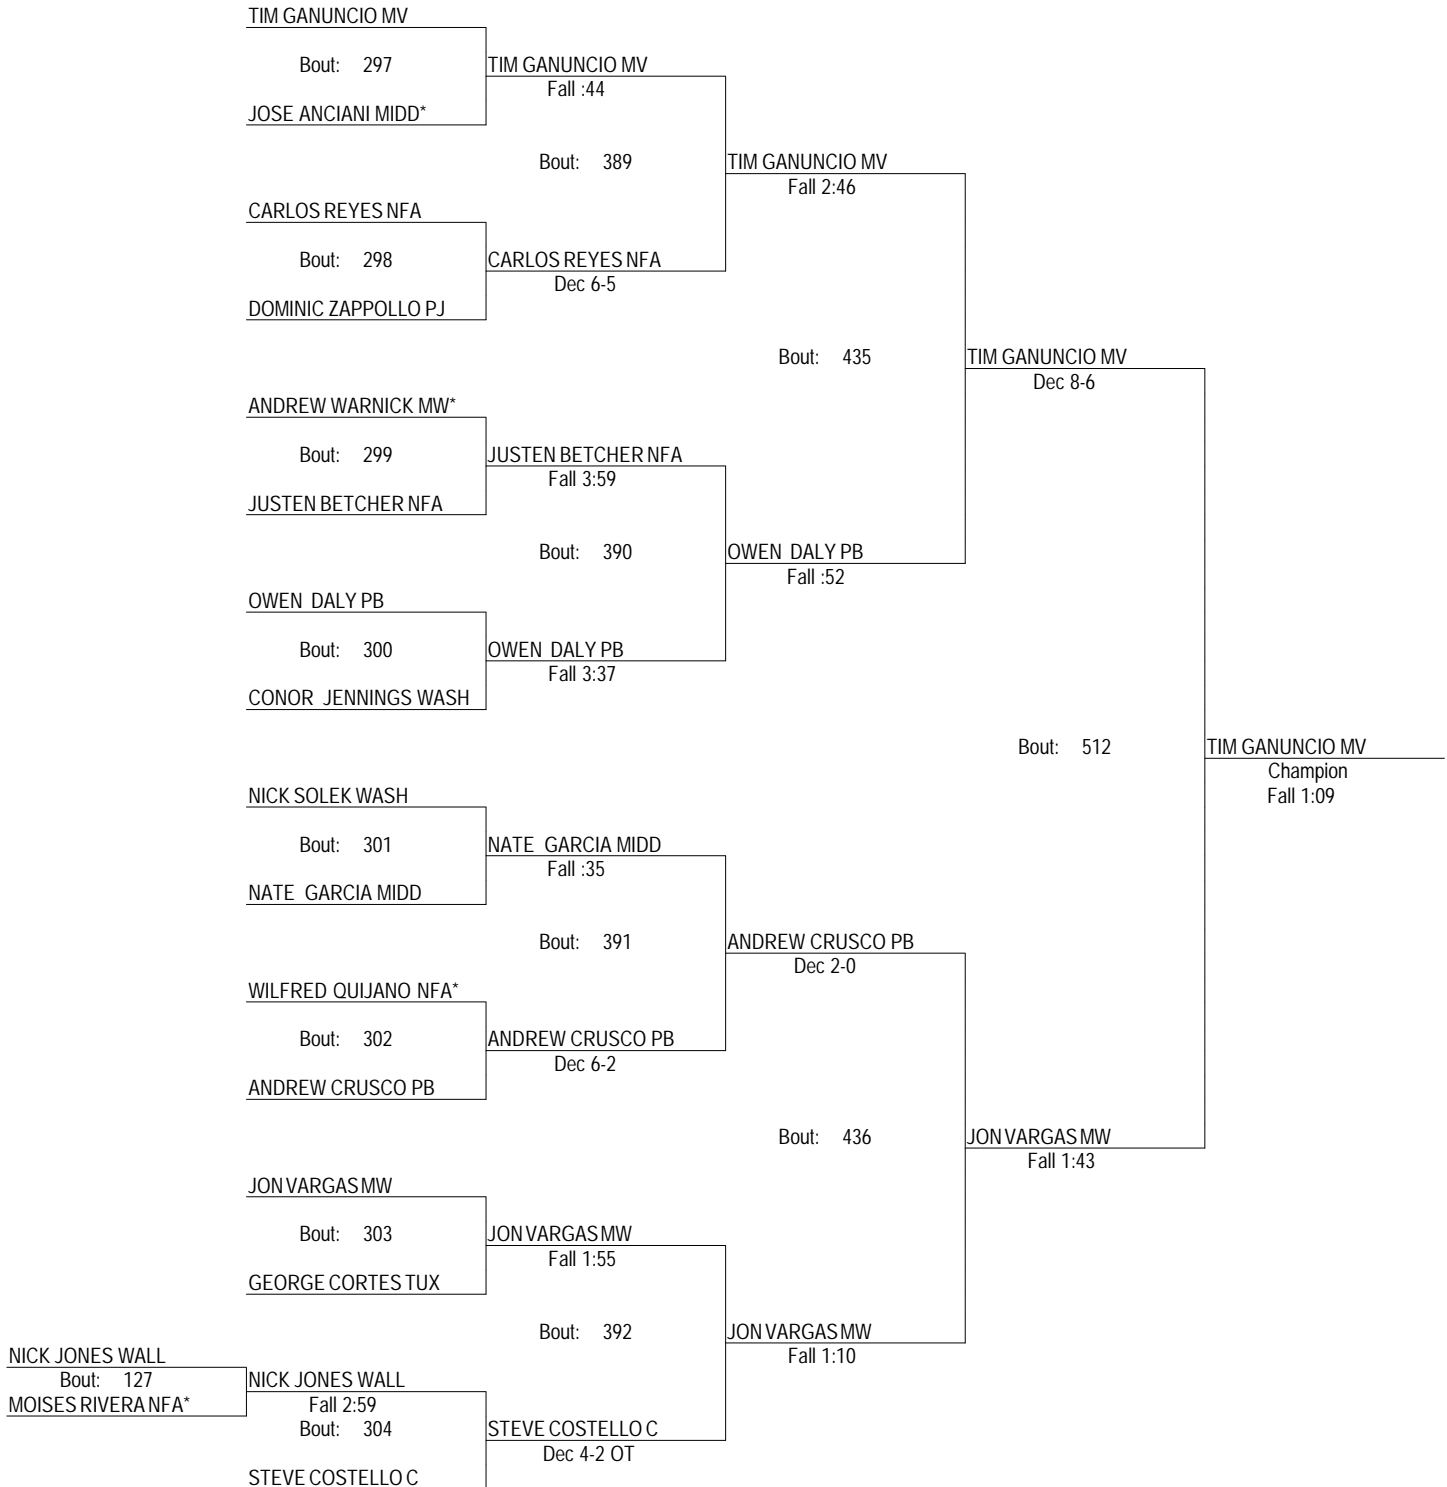 TIM GANUNCIO MV
Bout: 297
TIM GANUNCIO MV
Fall :44
JOSE ANCIANI MIDD*
Bout: 389
TIM GANUNCIO MV
Fall 2:46
CARLOS REYES NFA
Bout: 298
CARLOS REYES NFA
Dec 6-5
DOMINIC ZAPPOLLO PJ
Bout: 435
TIM GANUNCIO MV
Dec 8-6
ANDREW WARNICK MW*
Bout: 299
JUSTEN BETCHER NFA
Fall 3:59
JUSTEN BETCHER NFA
Bout: 390
OWEN DALY PB
Fall :52
OWEN DALY PB
Bout: 300
OWEN DALY PB
Fall 3:37
CONOR JENNINGS WASH
Bout: 512
TIM GANUNCIO MV
Champion
Fall 1:09
NICK SOLEK WASH
Bout: 301
NATE GARCIA MIDD
Fall :35
NATE GARCIA MIDD
Bout: 391
ANDREW CRUSCO PB
Dec 2-0
WILFRED QUIJANO NFA*
Bout: 302
ANDREW CRUSCO PB
Dec 6-2
ANDREW CRUSCO PB
Bout: 436
JON VARGAS MW
Fall 1:43
JON VARGAS MW
Bout: 303
JON VARGAS MW
Fall 1:55
GEORGE CORTES TUX
Bout: 392
JON VARGAS MW
Fall 1:10
NICK JONES WALL
Bout: 127
MOISES RIVERA NFA*
NICK JONES WALL
Fall 2:59
Bout: 304
STEVE COSTELLO C
Dec 4-2 OT
STEVE COSTELLO C